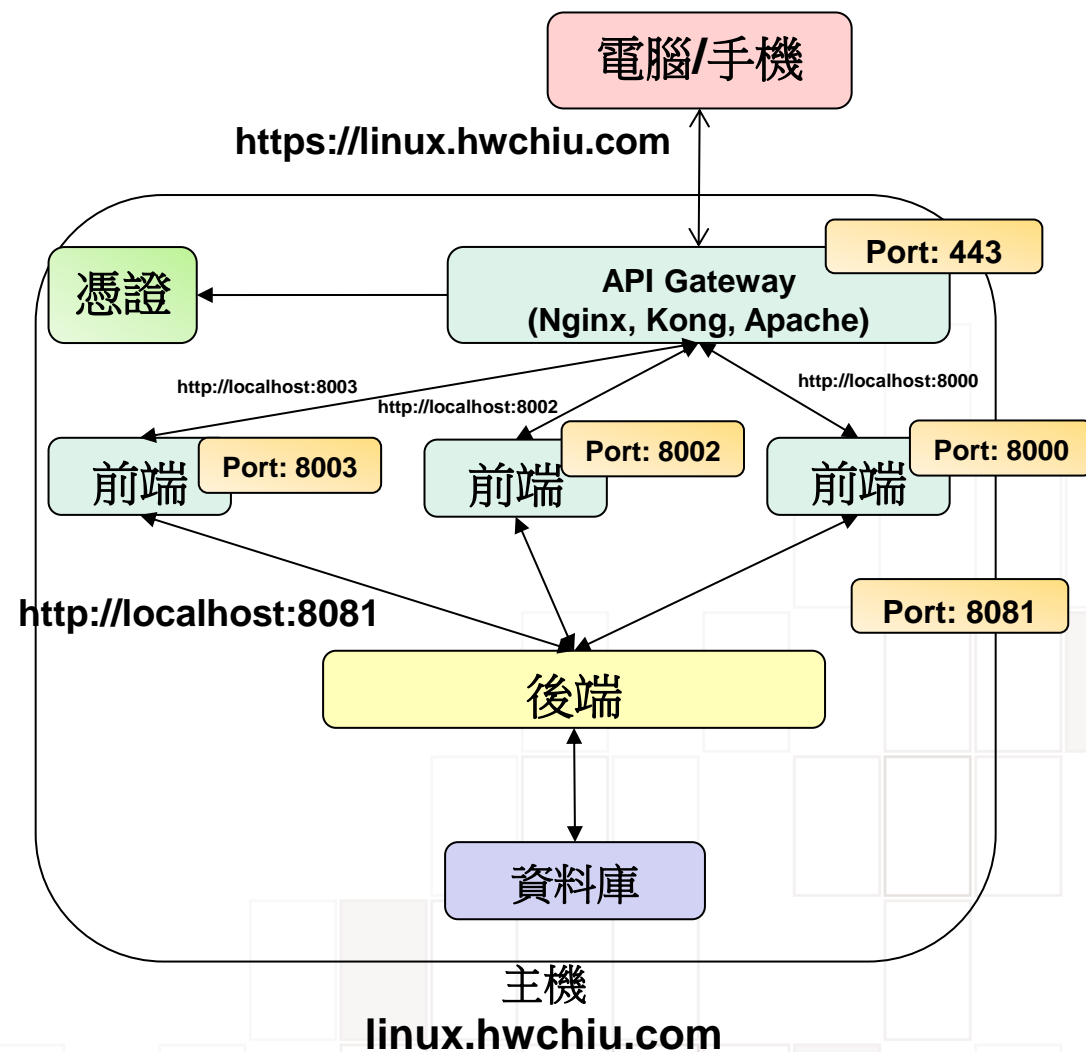 電腦/手機
https://linux.hwchiu.com
Port: 443
憑證
API Gateway
(Nginx, Kong, Apache)
http://localhost:8003
http://localhost:8002
http://localhost:8000
前端
Port: 8003
前端
Port: 8002
前端
Port: 8000
http://localhost:8081
Port: 8081
後端
資料庫
主機
linux.hwchiu.com